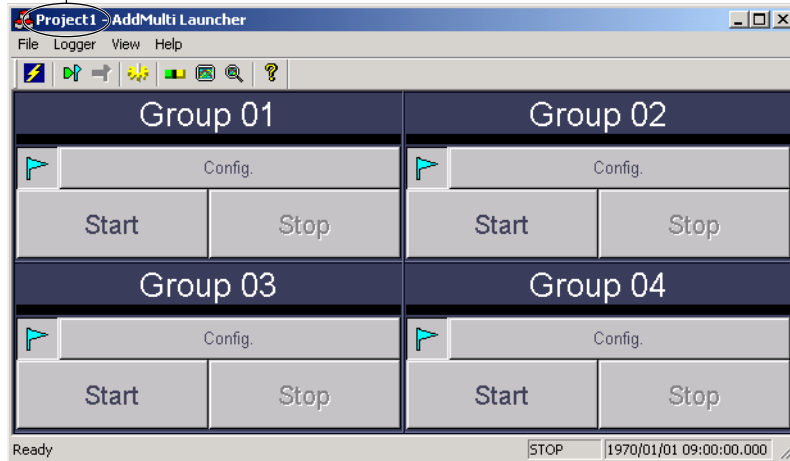 Project1 - AddMulti Launcher
File Logger View Help
Group 01 Group 02
Config. Config.
Start Stop Start Stop
Group 03 Group 04
Config. Config.
Start Stop Start Stop
Ready STOP 1970/01/01 09:00:00.000